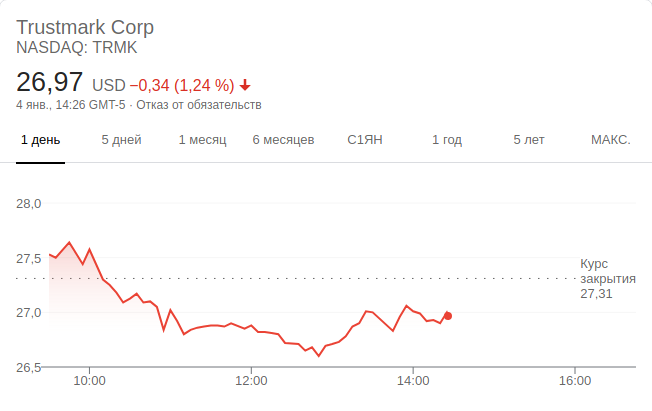 Trustmark Corp
NASDAQ: TRMK
26,97 USD −0,34 (1,24 %)
4 янв., 14:26 GMT-5 · Отказ от обязательств
1 день 5 дней 1 месяц 6 месяцев С1ЯН 1 год 5 лет МАКС.
28,0
27,5
Курс
закрытия
27,31
27,0
26,5
10:00 12:00 14:00 16:00